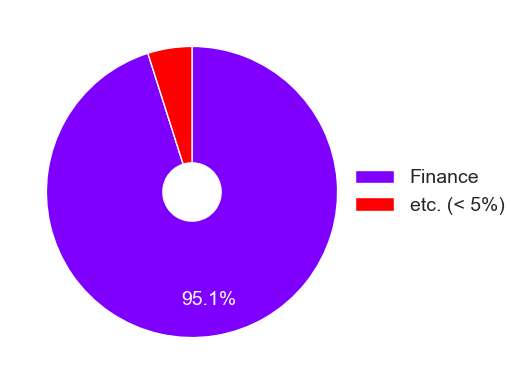 Finance
etc. (< 5%)
95.1%